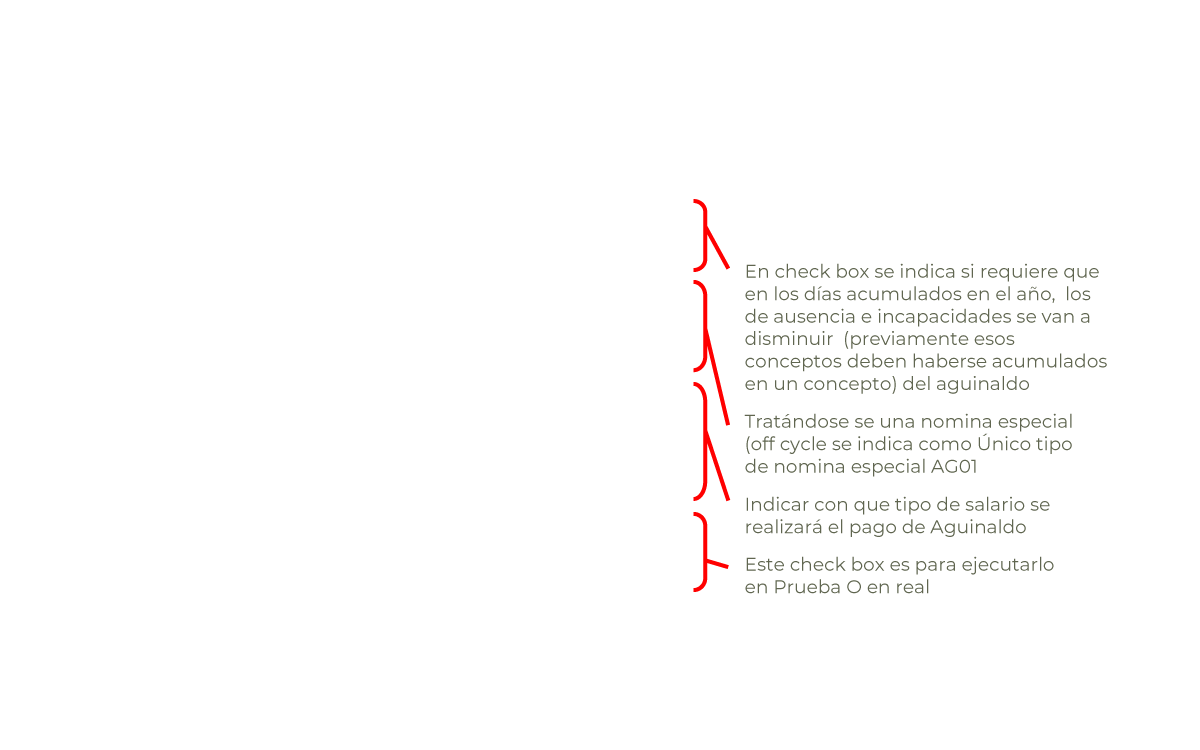 En check box se indica si requiere que
en los días acumulados en el año,  los
de ausencia e incapacidades se van a
disminuir  (previamente esos
conceptos deben haberse acumulados
en un concepto) del aguinaldo
Tratándose se una nomina especial
(off cycle se indica como Único tipo
de nomina especial AG01
Indicar con que tipo de salario se
realizará el pago de Aguinaldo
Este check box es para ejecutarlo
en Prueba O en real